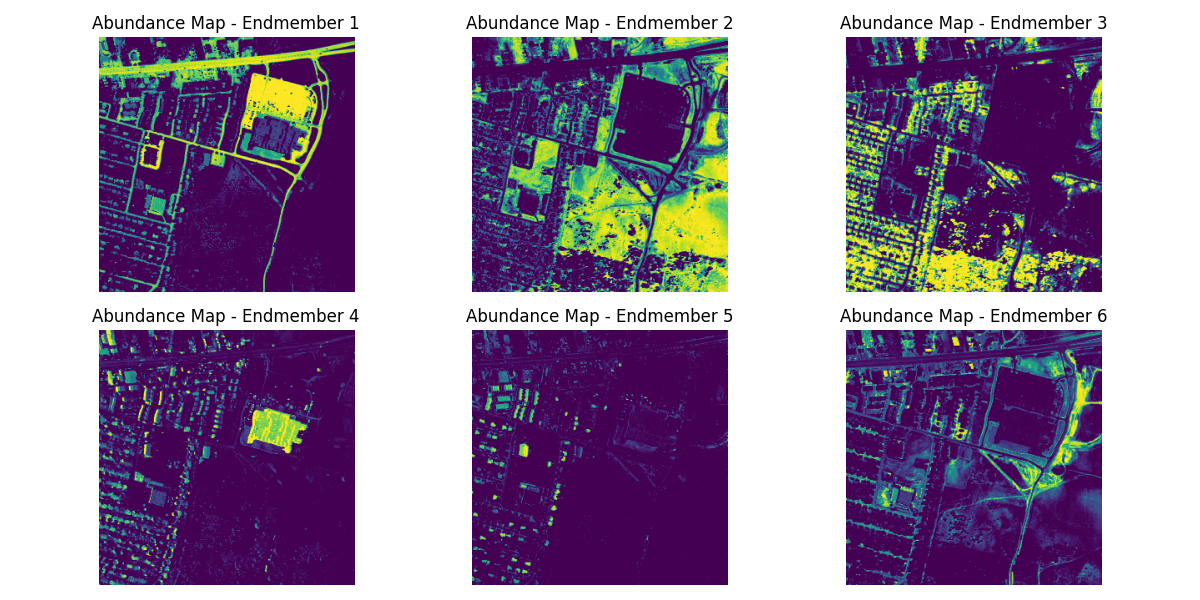 Abundance Map - Endmember 1
Abundance Map - Endmember 2
Abundance Map - Endmember 3
Abundance Map - Endmember 4
Abundance Map - Endmember 5
Abundance Map - Endmember 6